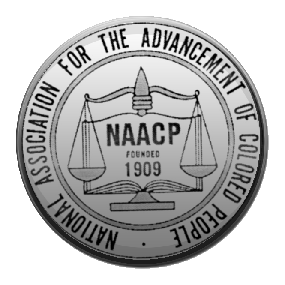 NATIONAL ASSOCIATION FOR THE ADVANCEMENT OF COLORED PEOPLE ·
NAACP
FOUNDED
1909